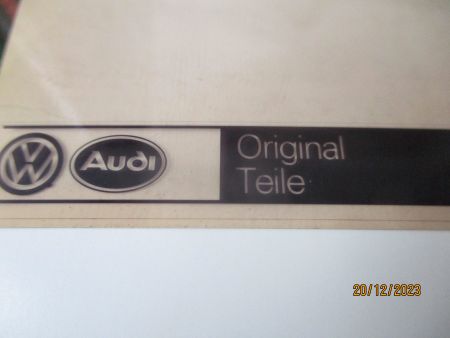 VW
Audi
Original
Teile
20/12/2023